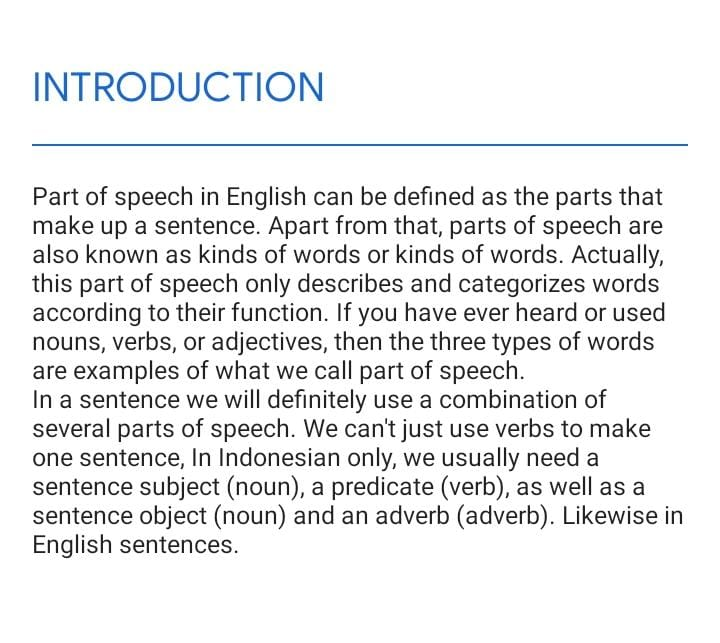 INTRODUCTION
Part of speech in English can be defined as the parts that
make up a sentence. Apart from that, parts of speech are
also known as kinds of words or kinds of words. Actually,
this part of speech only describes and categorizes words
according to their function. If you have ever heard or used
nouns, verbs, or adjectives, then the three types of words
are examples of what we call part of speech.
In a sentence we will definitely use a combination of
several parts of speech. We can't just use verbs to make
one sentence, In Indonesian only, we usually need a
sentence subject (noun), a predicate (verb), as well as a
sentence object (noun) and an adverb (adverb). Likewise in
English sentences.